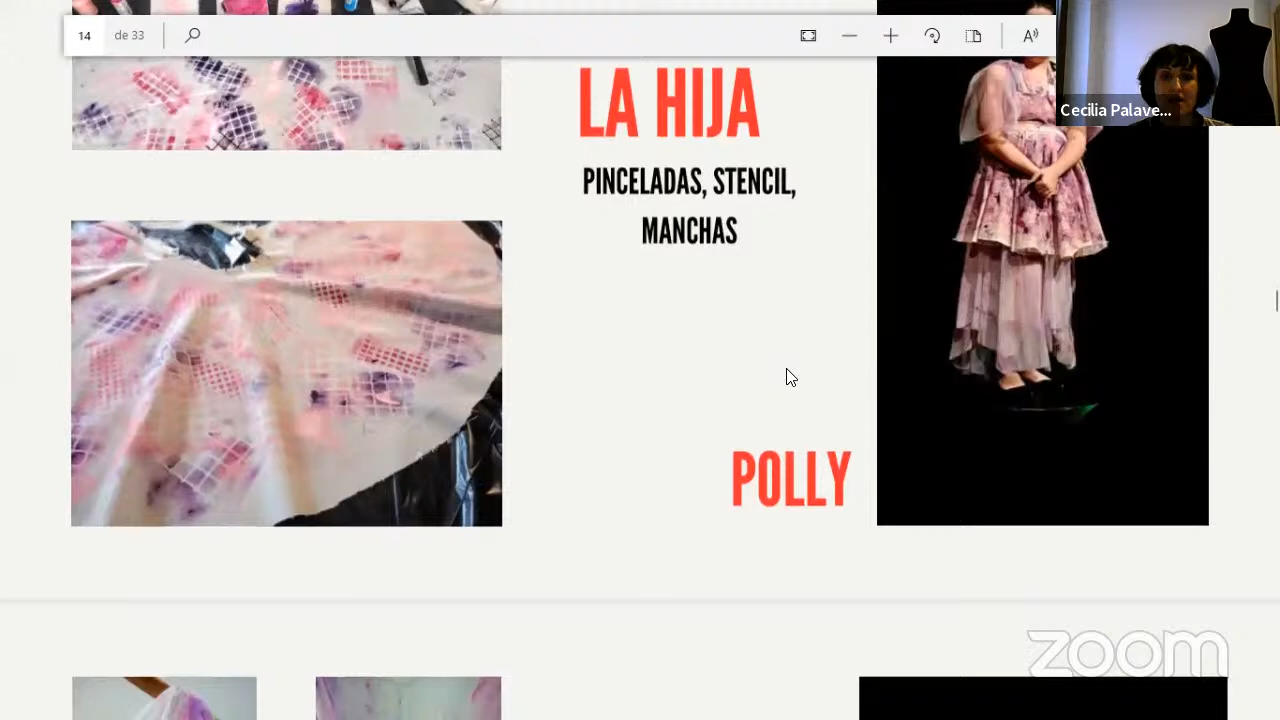 14 de 33
Cecilia Palave...
LA HIJA
PINCELADAS, STENCIL,
MANCHAS
POLLY
zoom